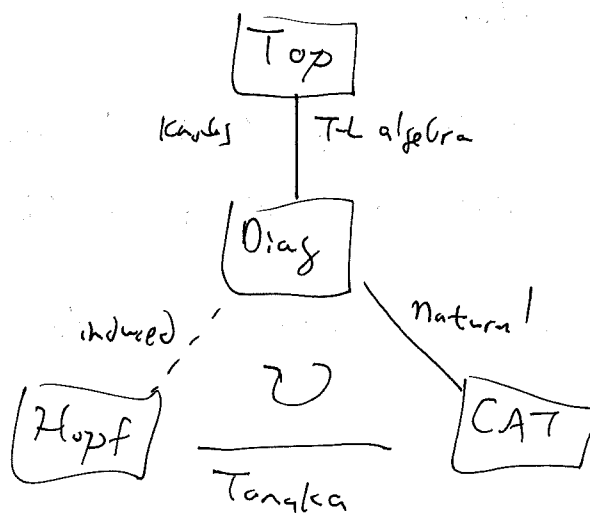 Top
T-L algebra
Diag
induced
natural
Hopf
CAT
Tanaka